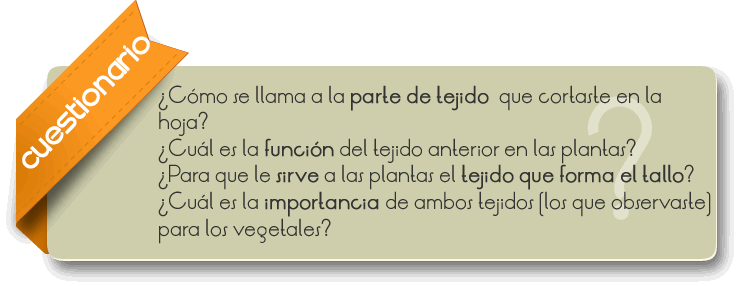 cuestionario
¿Cómo se llama a la parte de tejido que cortaste en la
hoja?
¿Cuál es la función del tejido anterior en las plantas?
¿Para que le sirve a las plantas el tejido que forma el tallo?
¿Cuál es la importancia de ambos tejidos (los que observaste)
para los vegetales?
?